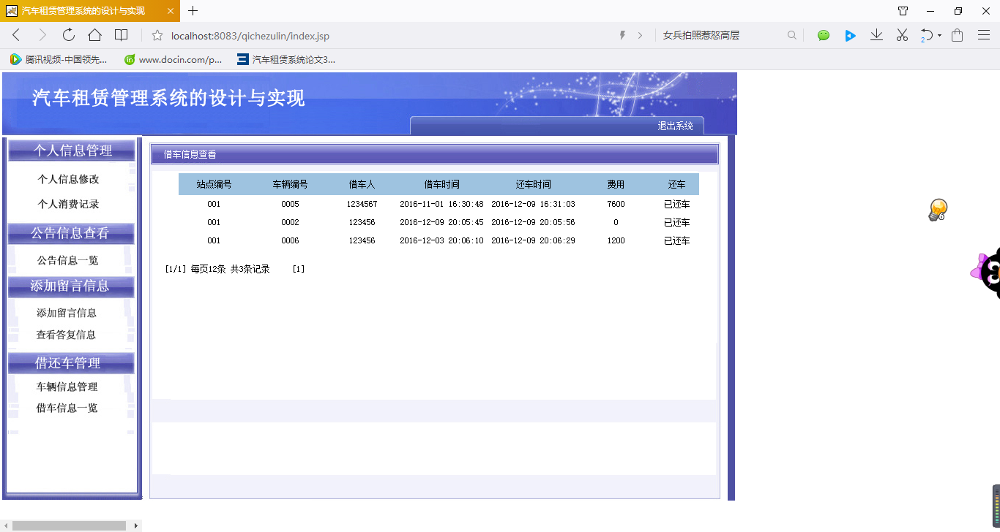 汽车租赁管理系统的设计与实现
localhost:8083/qichezulin/index.jsp
女兵拍照惹怒高层
2
腾讯视频-中国领先...
in
www.docin.com/p...
汽车租赁系统论文3...
汽车租赁管理系统的设计与实现
退出系统
个人信息管理
个人信息修改
个人消费记录
公告信息查看
公告信息一览
添加留言信息
添加留言信息
查看答复信息
借还车管理
车辆信息管理
借车信息一览
借车信息查看
站点编号 车辆编号 借车人 借车时间 还车时间 费用 还车
001 0005 1234567 2016-11-01 16:30:48 2016-12-09 16:31:03 7600 已还车
001 0002 123456 2016-12-09 20:05:45 2016-12-09 20:05:56 0 已还车
001 0006 123456 2016-12-03 20:06:10 2016-12-09 20:06:29 1200 已还车
[1/1] 每页12条 共3条记录 [1]
6